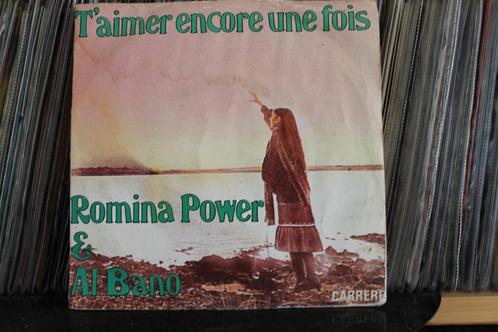 T'aimer encore une fois
Romina Power
&
Al Bano
CARRERE